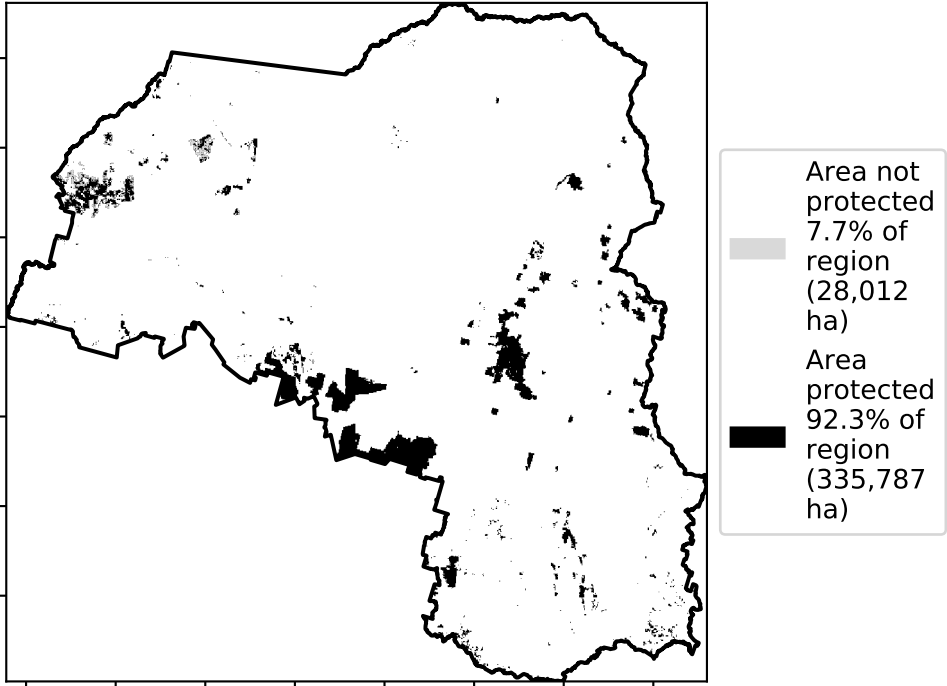 Area not
protected
7.7% of
region
(28,012
ha)
Area
protected
92.3% of
region
(335,787
ha)